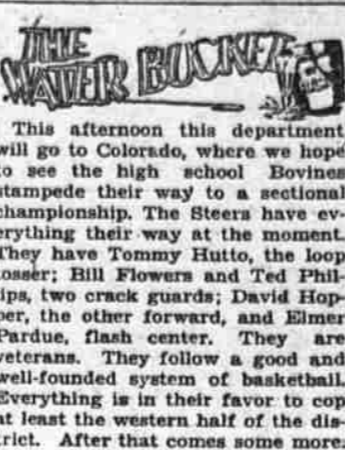 THE
WATER BUCKET
This afternoon this department
will go to Colorado, where we hope
to see the high school Bovines
stampede their way to a sectional
championship. The Steers have ev-
erything their way at the moment.
They have Tommy Hutto, the loop
tosser; Bill Flowers and Ted Phil-
lips, two crack guards; David Hop-
per, the other forward, and Elmer
Pardue, flash center. They are
veterans. They follow a good and
well-founded system of basketball.
Everything is in their favor to cop
at least the western half of the dis-
trict. After that comes some more.